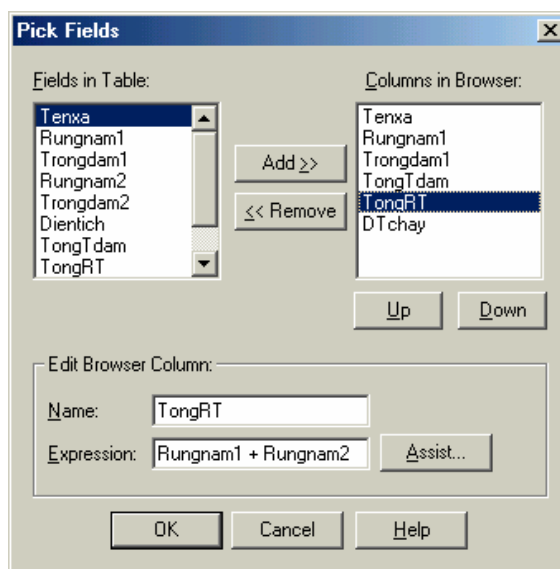 Pick Fields
Fields in Table:
Tenxa
Rungnam1
Trongdam1
Rungnam2
Trongdam2
Dientich
TongTdam
TongRT
Add >>
<< Remove
Columns in Browser:
Tenxa
Rungnam1
Trongdam1
TongTdam
TongRT
DTchay
Up
Down
Edit Browser Column:
Name:
TongRT
Expression:
Rungnam1 + Rungnam2
Assist...
OK
Cancel
Help